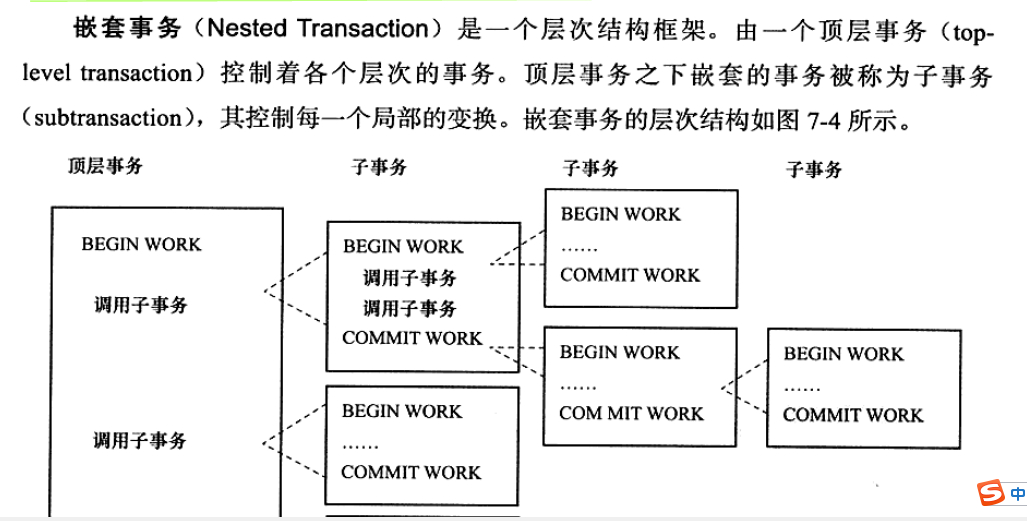 嵌套事务（Nested Transaction）是一个层次结构框架。由一个顶层事务（top-
level transaction）控制着各个层次的事务。顶层事务之下嵌套的事务被称为子事务
（subtransaction），其控制每一个局部的变换。嵌套事务的层次结构如图 7-4 所示。
顶层事务
子事务
子事务
子事务
BEGIN WORK
调用子事务
调用子事务
BEGIN WORK
调用子事务
调用子事务
COMMIT WORK
BEGIN WORK
……
COMMIT WORK
BEGIN WORK
……
COMMIT WORK
BEGIN WORK
……
COM MIT WORK
BEGIN WORK
……
COMMIT WORK
S 中